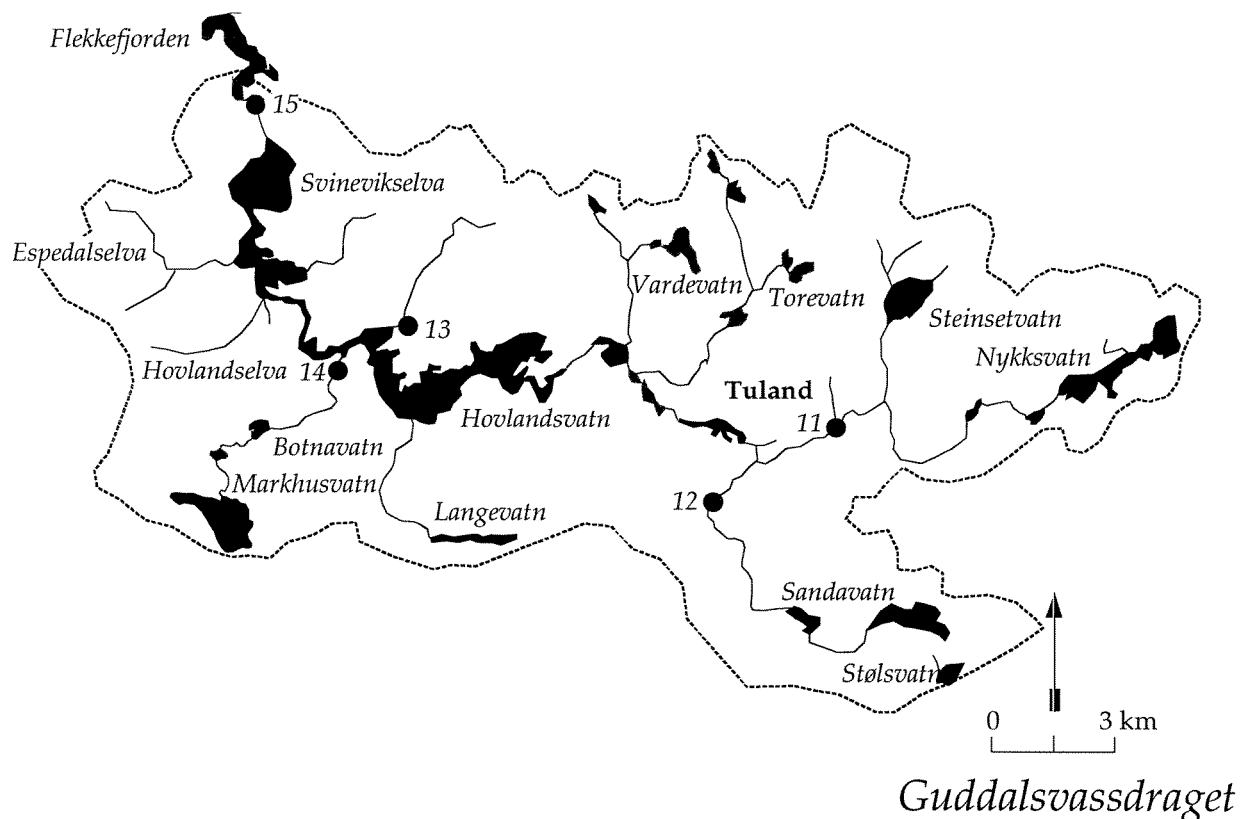 Flekkefjorden
15
Svinevikselva
Espedalselva
Vardevatn
Torevatn
Steinsetvatn
13
Nykksvatn
Hovlandselva
14
Tuland
Hovlandsvatn
11
Botnavatn
Markhusvatn
12
Langevatn
Sandavatn
Stølsvatn
0 3 km
Guddalsvassdraget